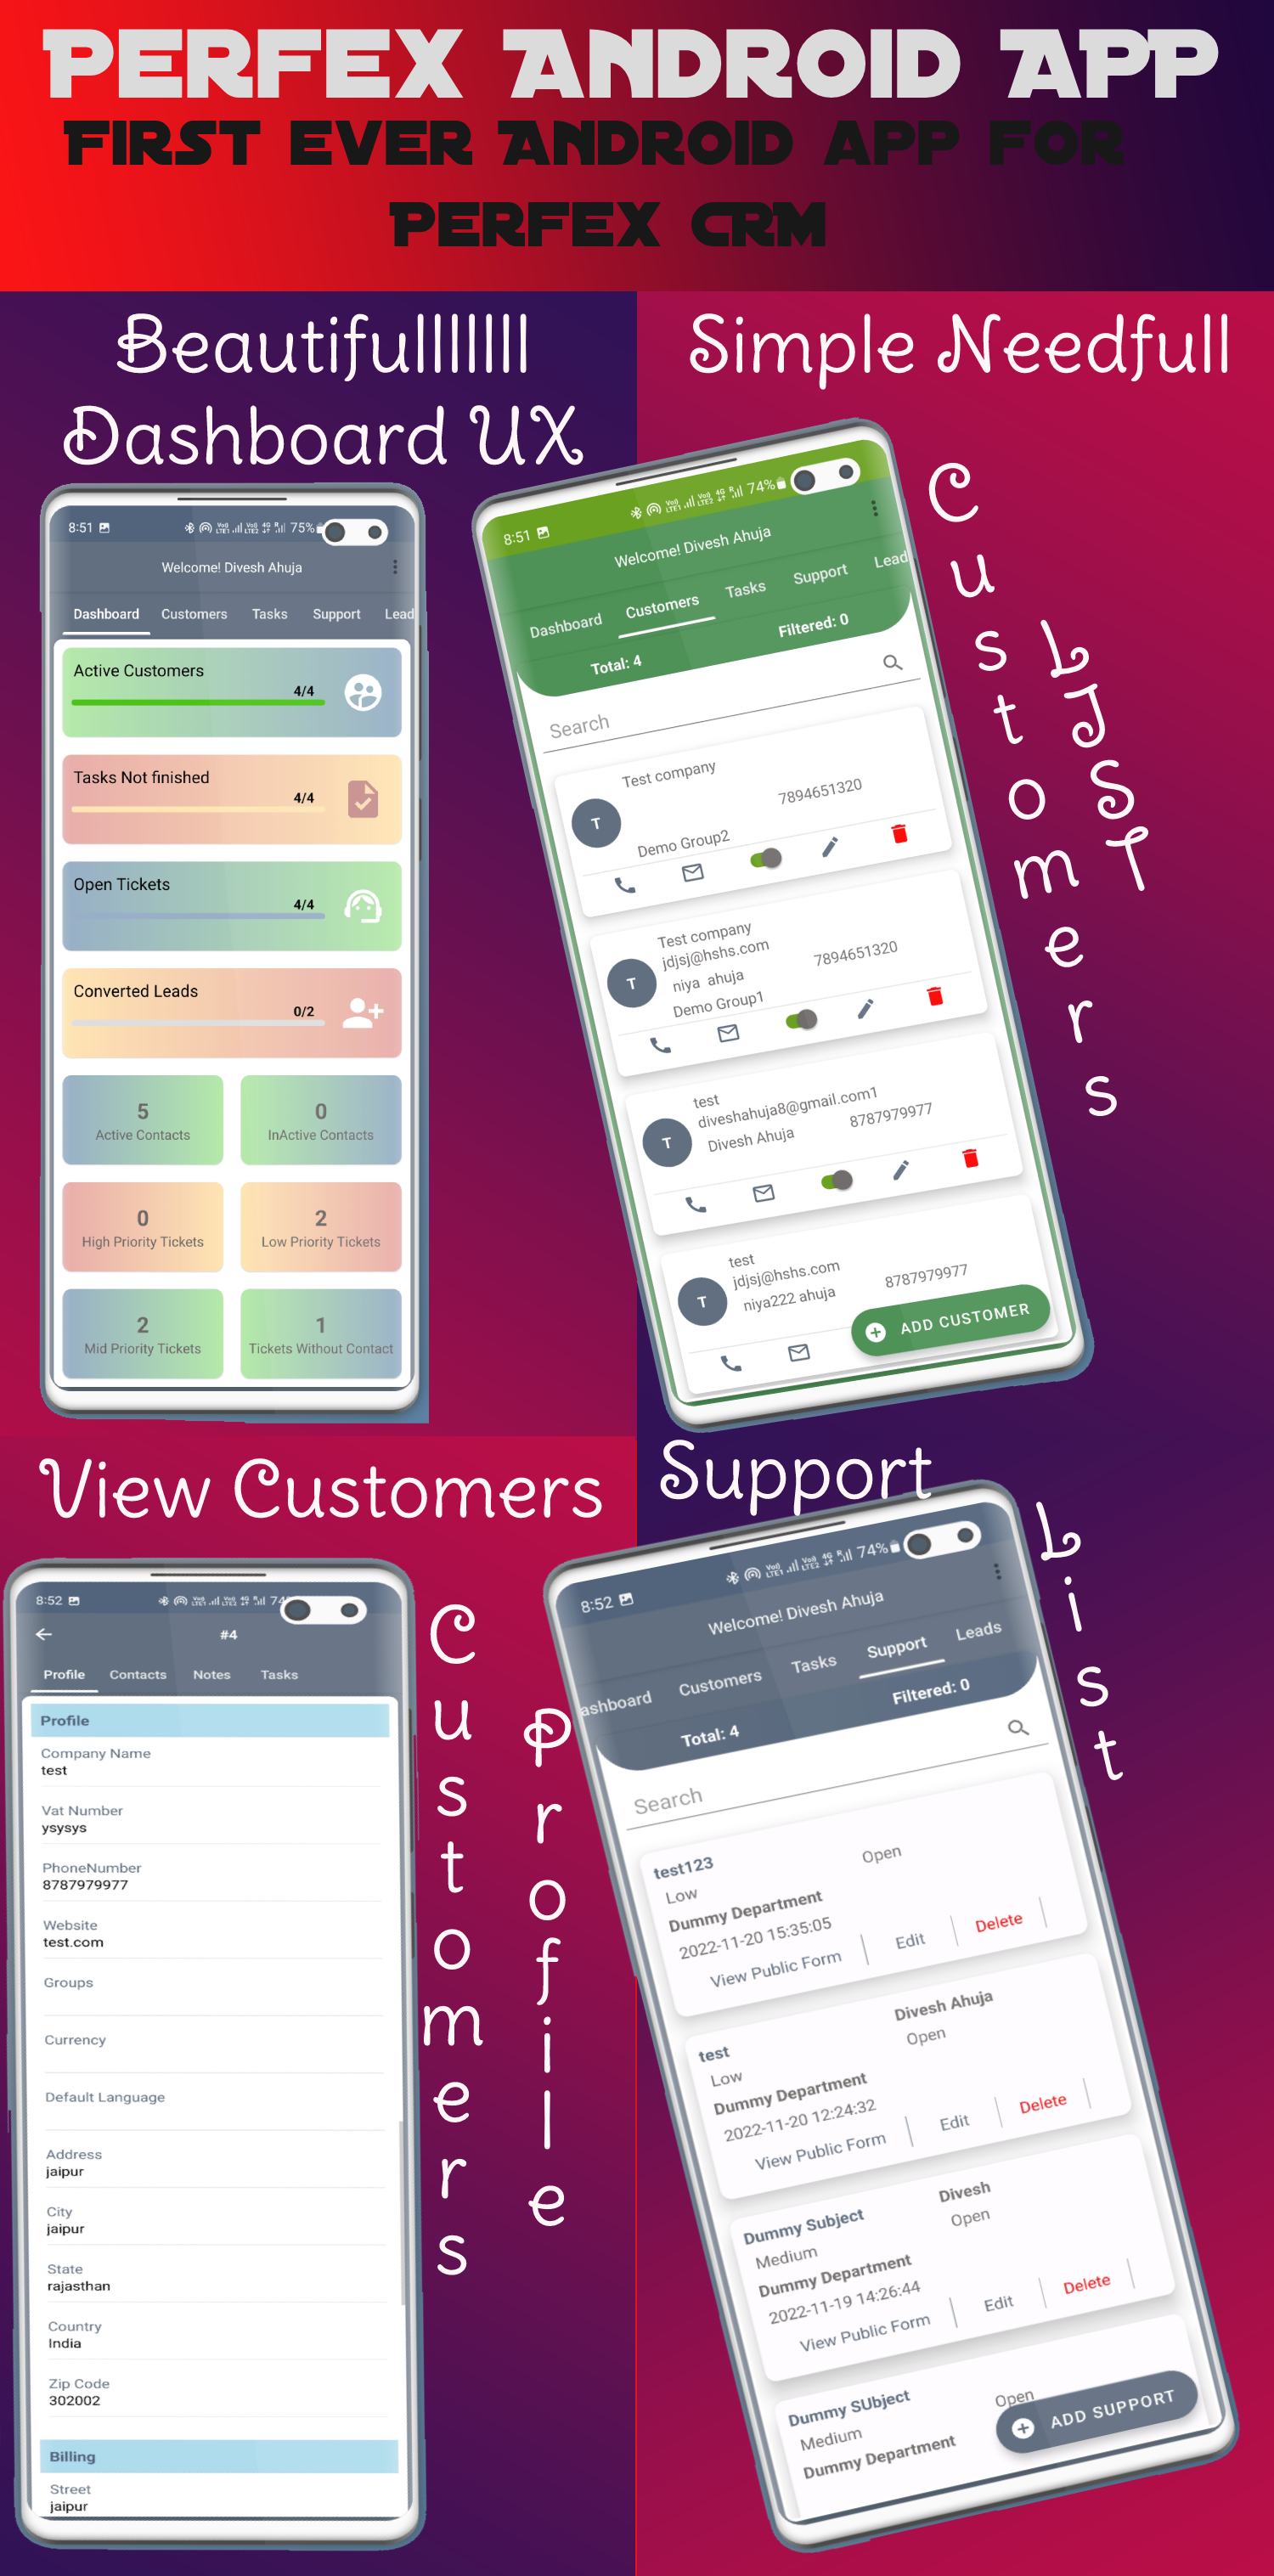 PERFEX ANDROID APP
FIRST EVER ANDROID APP FOR
PERFEX CRM
Beautifulllllll
Dashboard UX
8:51
75%
Welcome! Divesh Ahuja
Dashboard Customers Tasks Support Lead
Active Customers
4/4
Tasks Not finished
4/4
Open Tickets
4/4
Converted Leads
0/2
5
Active Contacts
0
InActive Contacts
0
High Priority Tickets
2
Low Priority Tickets
2
Mid Priority Tickets
1
Tickets Without Contact
Simple Needfull
Customers
LIST
8:51
74%
Welcome! Divesh Ahuja
Dashboard Customers Tasks Support Lead
Total: 4 Filtered: 0
Search
T
Test company
7894651320
Demo Group2
T
Test company
jdjsj@hshs.com
niya ahuja 7894651320
Demo Group1
T
test
diveshahuja8@gmail.com1
Divesh Ahuja 8787979977
T
test
jdjsj@hshs.com
niya222 ahuja 8787979977
ADD CUSTOMER
View Customers
Customers
Profile
8:52
74
#4
Profile Contacts Notes Tasks
Profile
Company Name
test
Vat Number
ysysys
PhoneNumber
8787979977
Website
test.com
Groups
Currency
Default Language
Address
jaipur
City
jaipur
State
rajasthan
Country
India
Zip Code
302002
Billing
Street
jaipur
Support
List
8:52
74%
Welcome! Divesh Ahuja
ashboard Customers Tasks Support Leads
Total: 4 Filtered: 0
Search
test123
Low Open
Dummy Department
2022-11-20 15:35:05
View Public Form Edit Delete
test Divesh Ahuja
Low Open
Dummy Department
2022-11-20 12:24:32
View Public Form Edit Delete
Dummy Subject Divesh
Medium Open
Dummy Department
2022-11-19 14:26:44
View Public Form Edit Delete
Dummy SUbject
Medium Open
Dummy Department
ADD SUPPORT